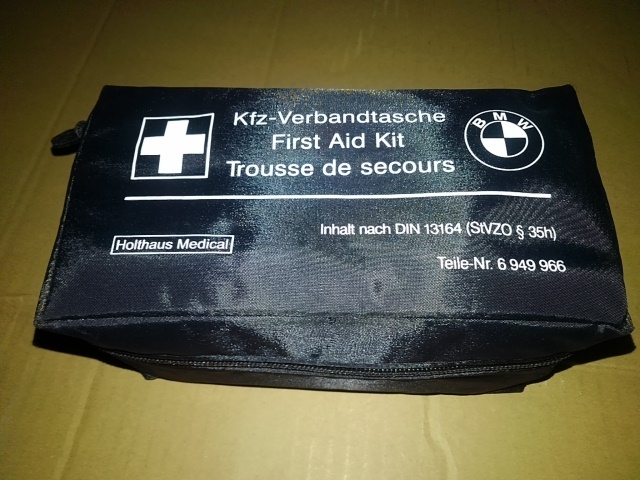 Kfz-Verbandtasche
First Aid Kit
Trousse de secours
BMW
Inhalt nach DIN 13164 (StVZO § 35h)
Holthaus Medical
Teile-Nr. 6 949 966